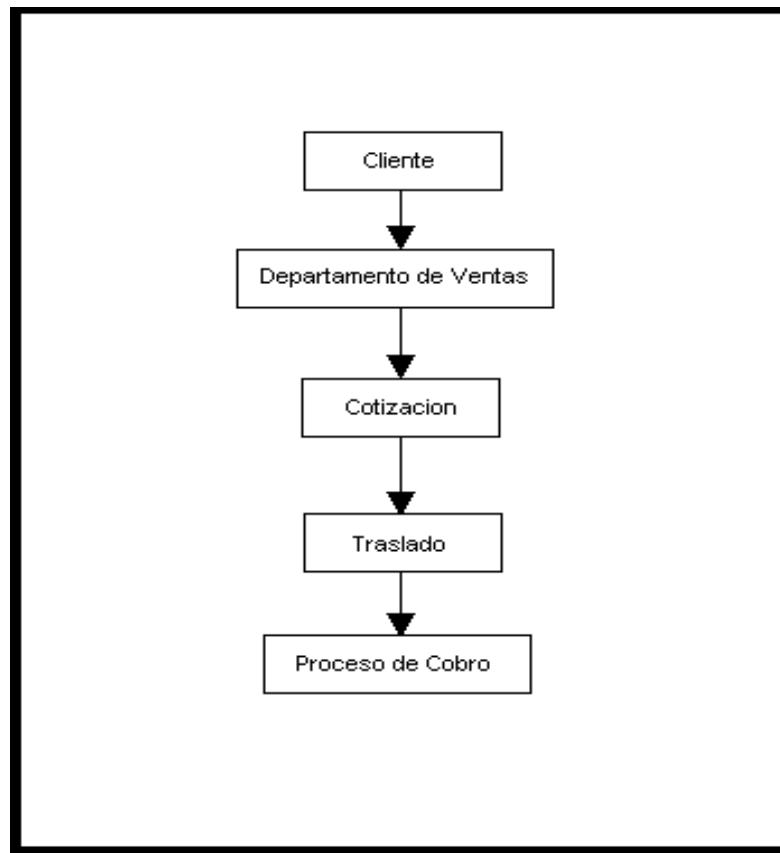 Cliente
Departamento de Ventas
Cotizacion
Traslado
Proceso de Cobro